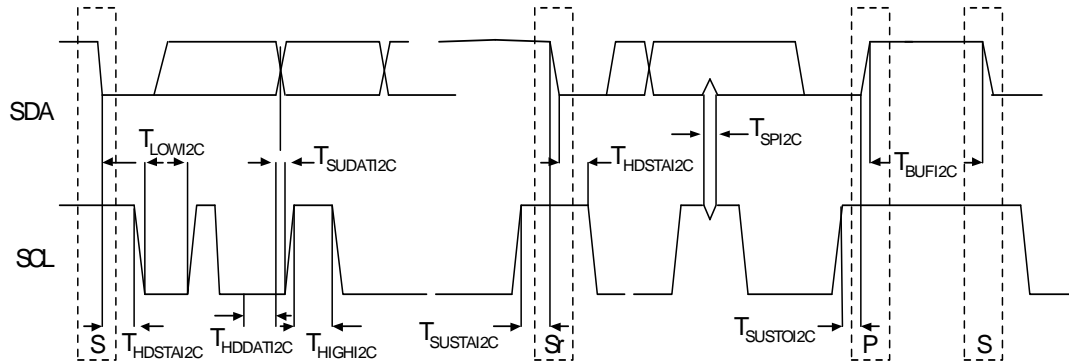 SDA
T_LOWI2C
T_SUDATI2C
T_SPI2C
T_HDSTAI2C
T_BUFI2C
SCL
S
T_HDSTAI2C
T_HDDATI2C
T_HIGHI2C
T_SUSTAI2C
Sr
T_SUSTOI2C
P
S